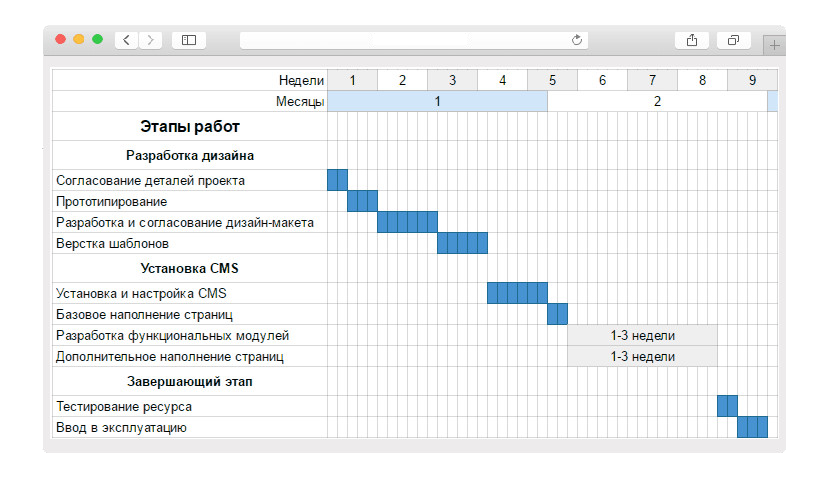 Недели 1 2 3 4 5 6 7 8 9
Месяцы 1 2
Этапы работ
Разработка дизайна
Согласование деталей проекта
Прототипирование
Разработка и согласование дизайн-макета
Верстка шаблонов
Установка CMS
Установка и настройка CMS
Базовое наполнение страниц
Разработка функциональных модулей 1-3 недели
Дополнительное наполнение страниц 1-3 недели
Завершающий этап
Тестирование ресурса
Ввод в эксплуатацию